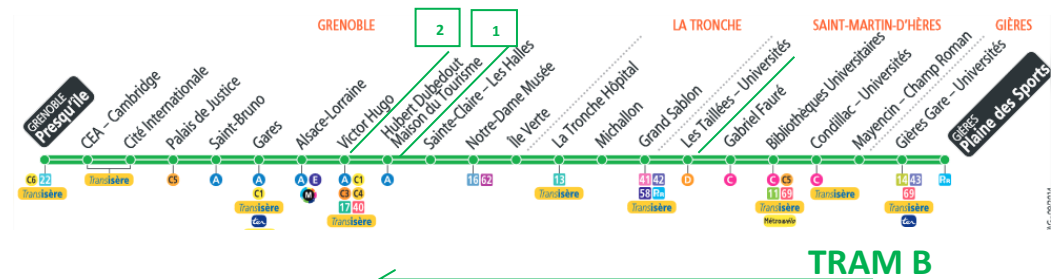 GRENOBLE
2
1
LA TRONCHE
SAINT-MARTIN-D'HÈRES
GIÈRES
GRENOBLE
Presqu'île
CEA – Cambridge
Cité Internationale
Palais de Justice
Saint-Bruno
Gares
Alsace-Lorraine
Victor Hugo
Hubert Dubedout
Maison du Tourisme
Sainte-Claire – Les Halles
Notre-Dame Musée
Île Verte
La Tronche Hôpital
Michallon
Grand Sablon
Les Taillées – Universités
Gabriel Fauré
Bibliothèques Universitaires
Condillac – Universités
Mayencin – Champ Roman
Gières Gare – Universités
GIÈRES
Plaine des Sports
C6 22
Transisère
C5
A
A
C1
Transisère
ter
A E
M
A C1
C3 C4
17 40
Transisère
A
16 62
13
Transisère
41 42
58
Transisère
D
C
C C5
11 69
Transisère
Métrovélo
C
Transisère
14 43
69
Transisère
ter
TRAM B